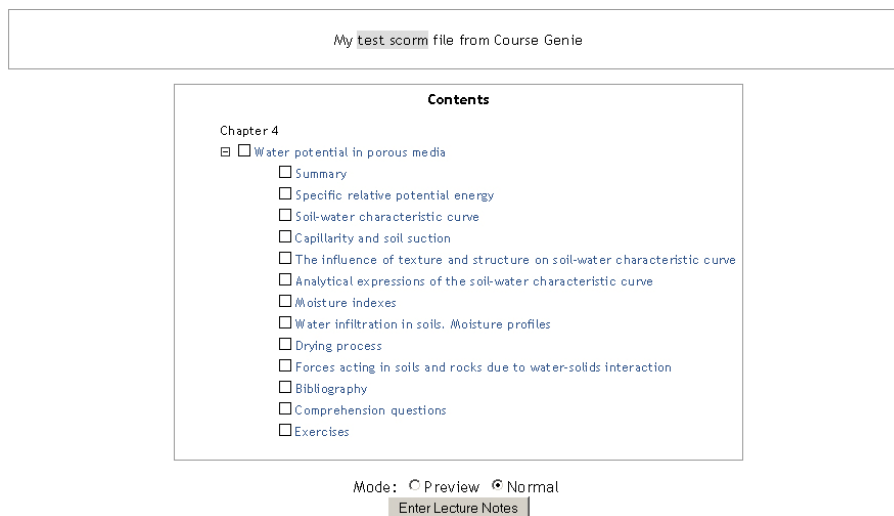 My test scorm file from Course Genie
Contents
Chapter 4
Water potential in porous media
Summary
Specific relative potential energy
Soil-water characteristic curve
Capillarity and soil suction
The influence of texture and structure on soil-water characteristic curve
Analytical expressions of the soil-water characteristic curve
Moisture indexes
Water infiltration in soils. Moisture profiles
Drying process
Forces acting in soils and rocks due to water-solids interaction
Bibliography
Comprehension questions
Exercises
Mode: Preview Normal
Enter Lecture Notes